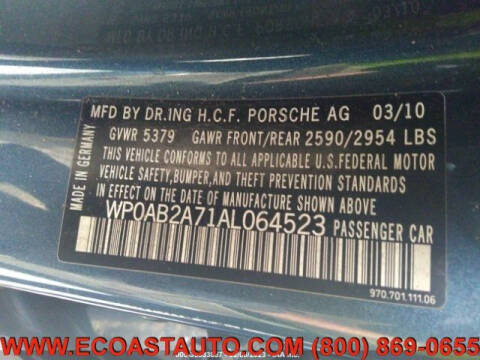 MFD BY DR.ING H.C.F. PORSCHE AG 03/10
GVWR 5379 GAWR FRONT/REAR 2590/2954 LBS
THIS VEHICLE CONFORMS TO ALL APPLICABLE U.S. FEDERAL MOTOR
VEHICLE SAFETY, BUMPER, AND THEFT PREVENTION STANDARDS
IN EFFECT ON THE DATE OF MANUFACTURE SHOWN ABOVE
WP0AB2A71AL064523 PASSENGER CAR
MADE IN GERMANY
970.701.111.06
WWW.ECOASTAUTO.COM (800) 869-0655